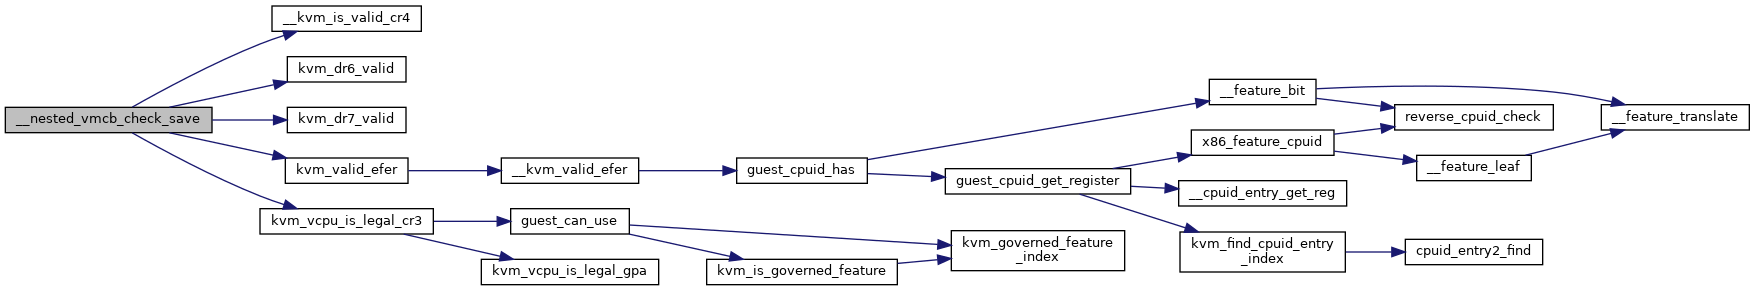 __kvm_is_valid_cr4
kvm_dr6_valid
__nested_vmcb_check_save
kvm_dr7_valid
kvm_valid_efer
__kvm_valid_efer
guest_cpuid_has
__feature_bit
reverse_cpuid_check
__feature_translate
x86_feature_cpuid
__feature_leaf
guest_cpuid_get_register
__cpuid_entry_get_reg
kvm_vcpu_is_legal_cr3
guest_can_use
kvm_governed_feature
_index
kvm_find_cpuid_entry
_index
cpuid_entry2_find
kvm_vcpu_is_legal_gpa
kvm_is_governed_feature